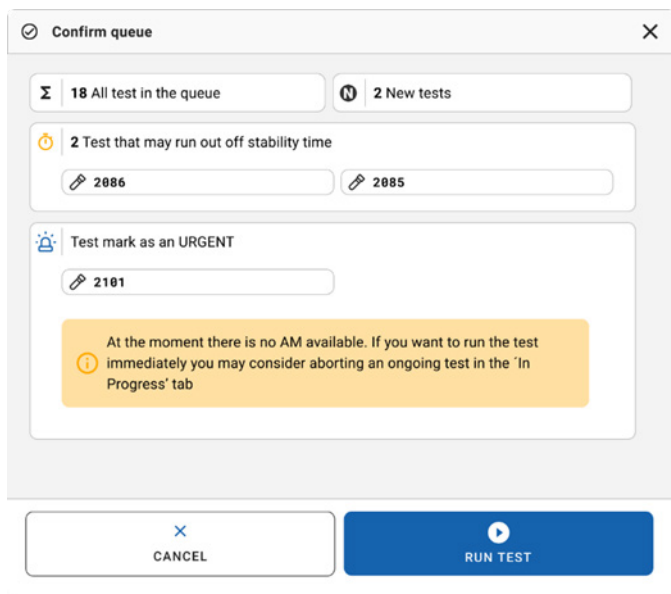 Confirm queue
Σ 18 All test in the queue
N 2 New tests
2 Test that may run out off stability time
2086
2085
Test mark as an URGENT
2101
At the moment there is no AM available. If you want to run the test
immediately you may consider aborting an ongoing test in the ´In
Progress’ tab
CANCEL
RUN TEST